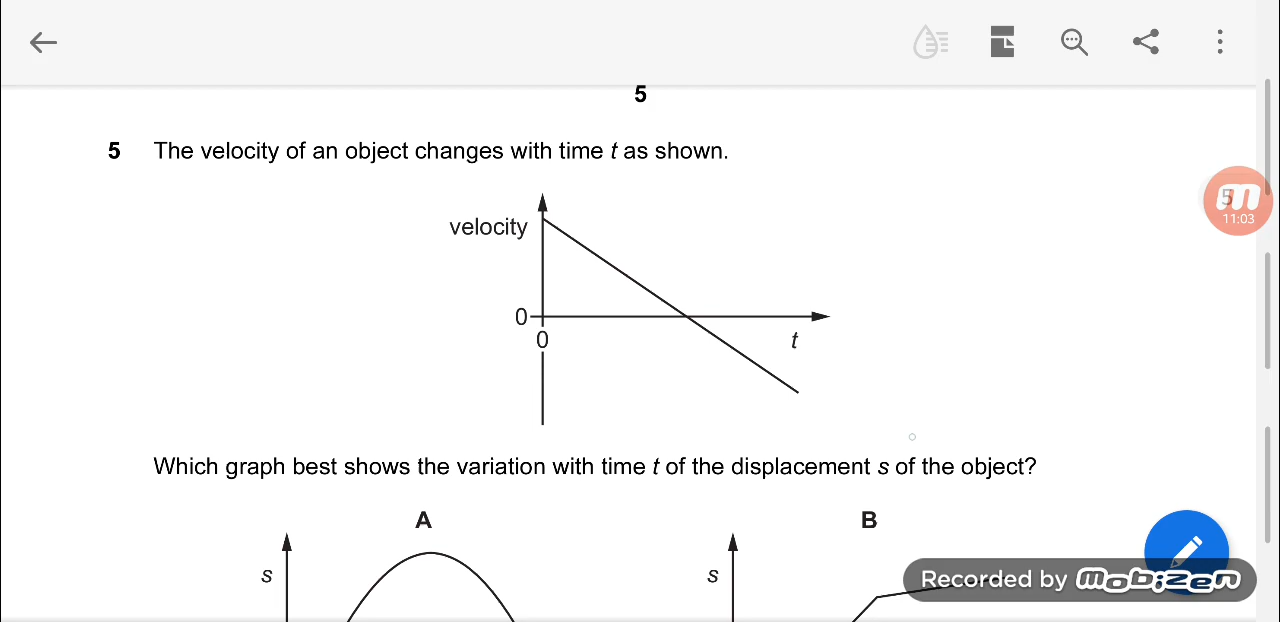 5
5 The velocity of an object changes with time t as shown.
velocity
0
0
t
11:03
Which graph best shows the variation with time t of the displacement s of the object?
A
B
s
s
Recorded by Mobizen